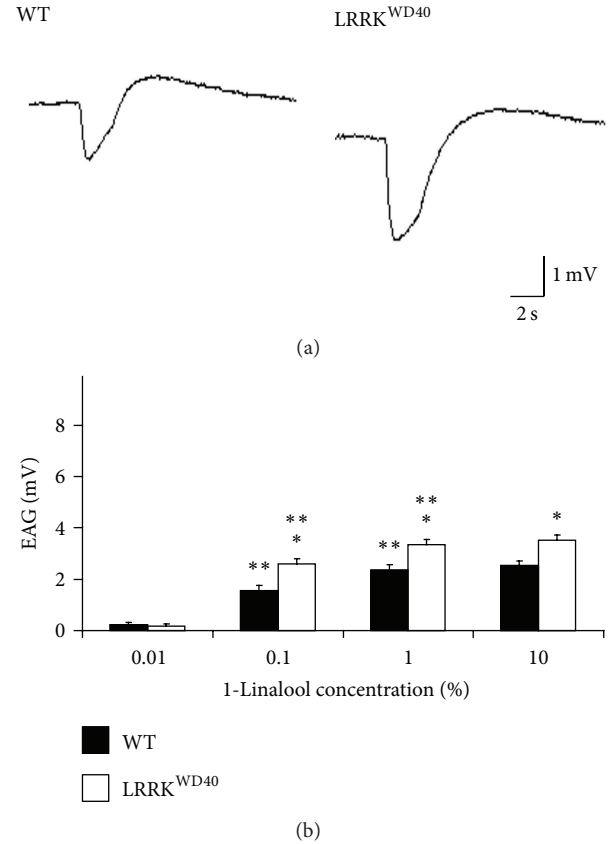 WT
LRRK^WD40
1 mV
2 s
(a)
8
6
4
2
0
EAG (mV)
**
**
*
**
**
*
*
0.01 0.1 1 10
1-Linalool concentration (%)
WT
LRRK^WD40
(b)